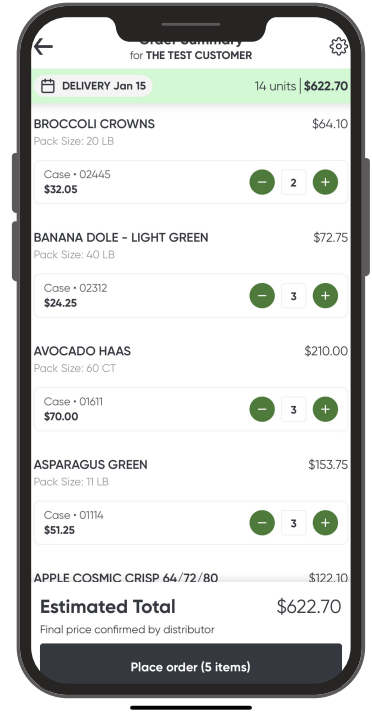 Order Summary
for THE TEST CUSTOMER
DELIVERY Jan 15
14 units | $622.70
BROCCOLI CROWNS $64.10
Pack Size: 20 LB
Case • 02445
$32.05
− 2 +
BANANA DOLE - LIGHT GREEN $72.75
Pack Size: 40 LB
Case • 02312
$24.25
− 3 +
AVOCADO HAAS $210.00
Pack Size: 60 CT
Case • 01611
$70.00
− 3 +
ASPARAGUS GREEN $153.75
Pack Size: 11 LB
Case • 01114
$51.25
− 3 +
APPLE COSMIC CRISP 64/72/80 $122.10
Estimated Total $622.70
Final price confirmed by distributor
Place order (5 items)